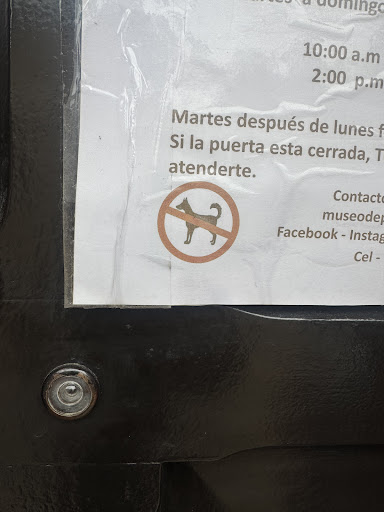 a domingo
10:00 a.m
2:00 p.m
Martes después de lunes
Si la puerta esta cerrada,
atenderte.
Contacto
museodep
Facebook - Instag
Cel -